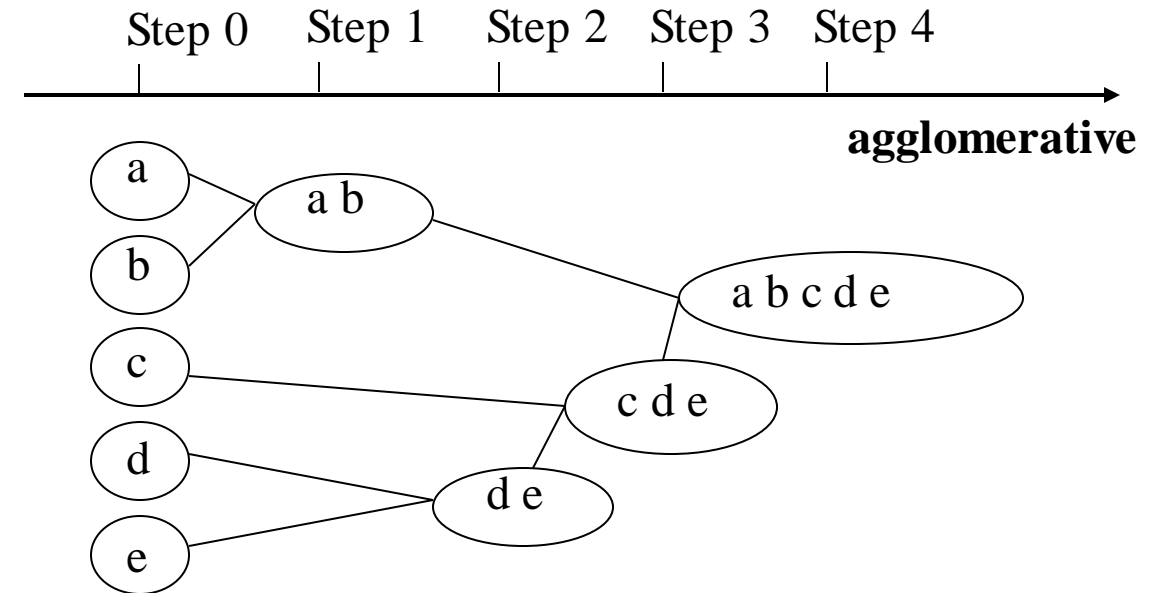 Step 0 Step 1 Step 2 Step 3 Step 4
agglomerative
a
a b
b
a b c d e
c
c d e
d
d e
e